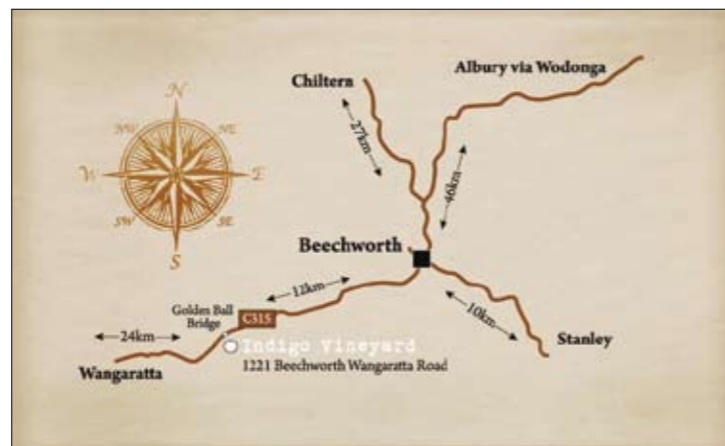 Chiltern
Albury via Wodonga
N
NW
NE
W
E
SW
SE
S
27km
46km
Beechworth
12km
10km
Golden Ball
Bridge
C315
24km
Indigo Vineyard
Stanley
Wangaratta
1221 Beechworth Wangaratta Road